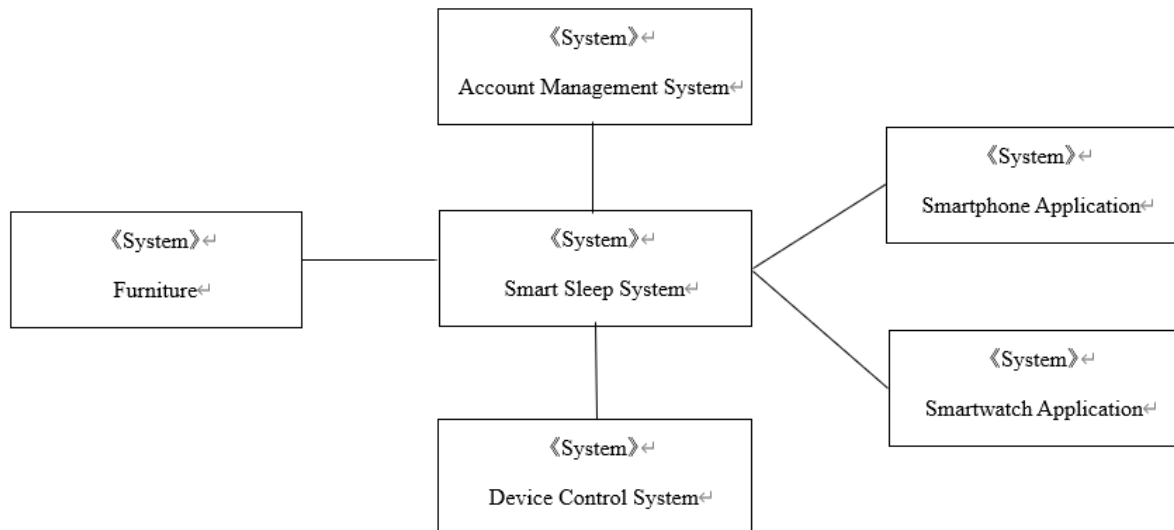 《System》↵
Account Management System↵
《System》↵
Smartphone Application↵
《System》↵
Furniture↵
《System》↵
Smart Sleep System↵
《System》↵
Smartwatch Application↵
《System》↵
Device Control System↵